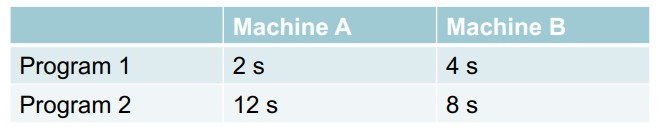 Machine A Machine B
Program 1 2 s 4 s
Program 2 12 s 8 s